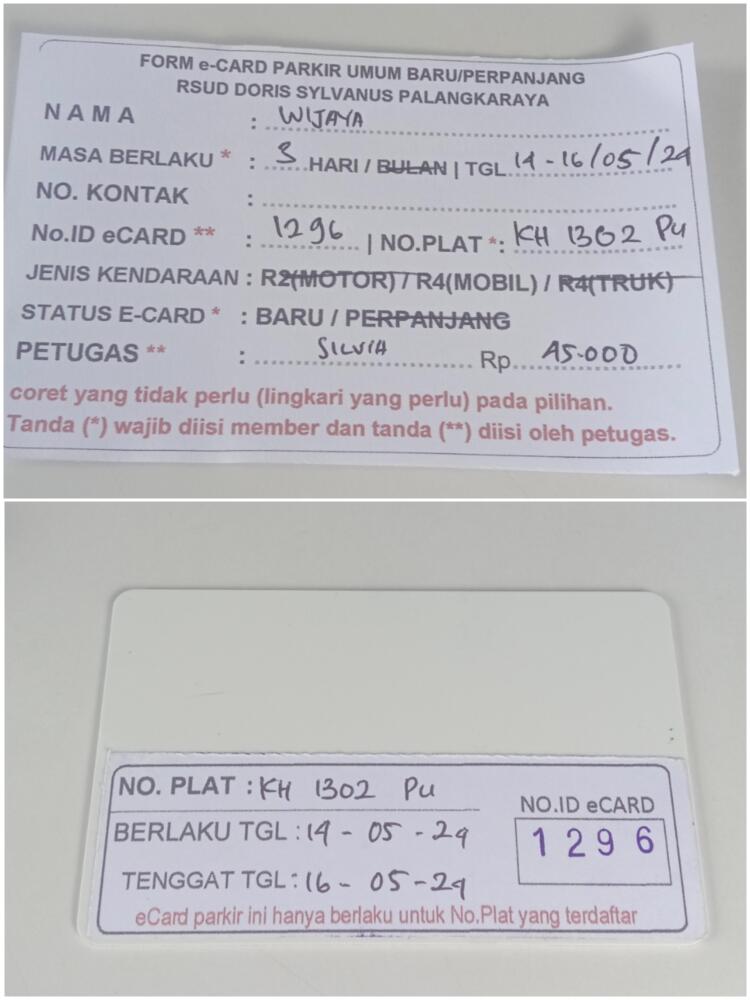 FORM e-CARD PARKIR UMUM BARU/PERPANJANG
RSUD DORIS SYLVANUS PALANGKARAYA
NAMA : WIJAYA
MASA BERLAKU * : 3 HARI / BULAN | TGL 14 - 16/05/24
NO. KONTAK :
No.ID eCARD ** : 1296 | NO.PLAT *: KH 1302 PU
JENIS KENDARAAN : R2(MOTOR) / R4(MOBIL) / R4(TRUK)
STATUS E-CARD * : BARU / PERPANJANG
PETUGAS ** : SILVIA Rp 45.000
coret yang tidak perlu (lingkari yang perlu) pada pilihan.
Tanda (*) wajib diisi member dan tanda (**) diisi oleh petugas.
NO. PLAT : KH 1302 PU
NO.ID eCARD
1296
BERLAKU TGL : 14 - 05 - 24
TENGGAT TGL : 16 - 05 - 24
eCard parkir ini hanya berlaku untuk No.Plat yang terdaftar